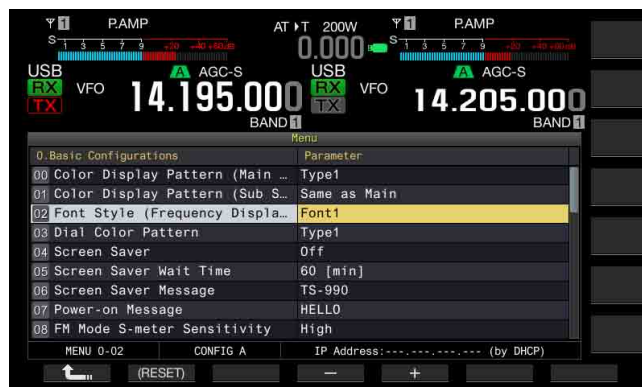 1 P.AMP AT T 200W 1 P.AMP
S 1 3 5 7 9 +20 +40 +60dB 0.000 S 1 3 5 7 9 +20 +40 +60dB
USB A AGC-S USB A AGC-S
RX VFO 14.195.000 RX VFO 14.205.000
TX TX
BAND 1 BAND 1
Menu
0.Basic Configurations Parameter
00 Color Display Pattern (Main … Type1
01 Color Display Pattern (Sub S… Same as Main
02 Font Style (Frequency Displa… Font1
03 Dial Color Pattern Type1
04 Screen Saver Off
05 Screen Saver Wait Time 60 [min]
06 Screen Saver Message TS-990
07 Power-on Message HELLO
08 FM Mode S-meter Sensitivity High
MENU 0-02 CONFIG A IP Address:---.---.---.--- (by DHCP)
(RESET) − +